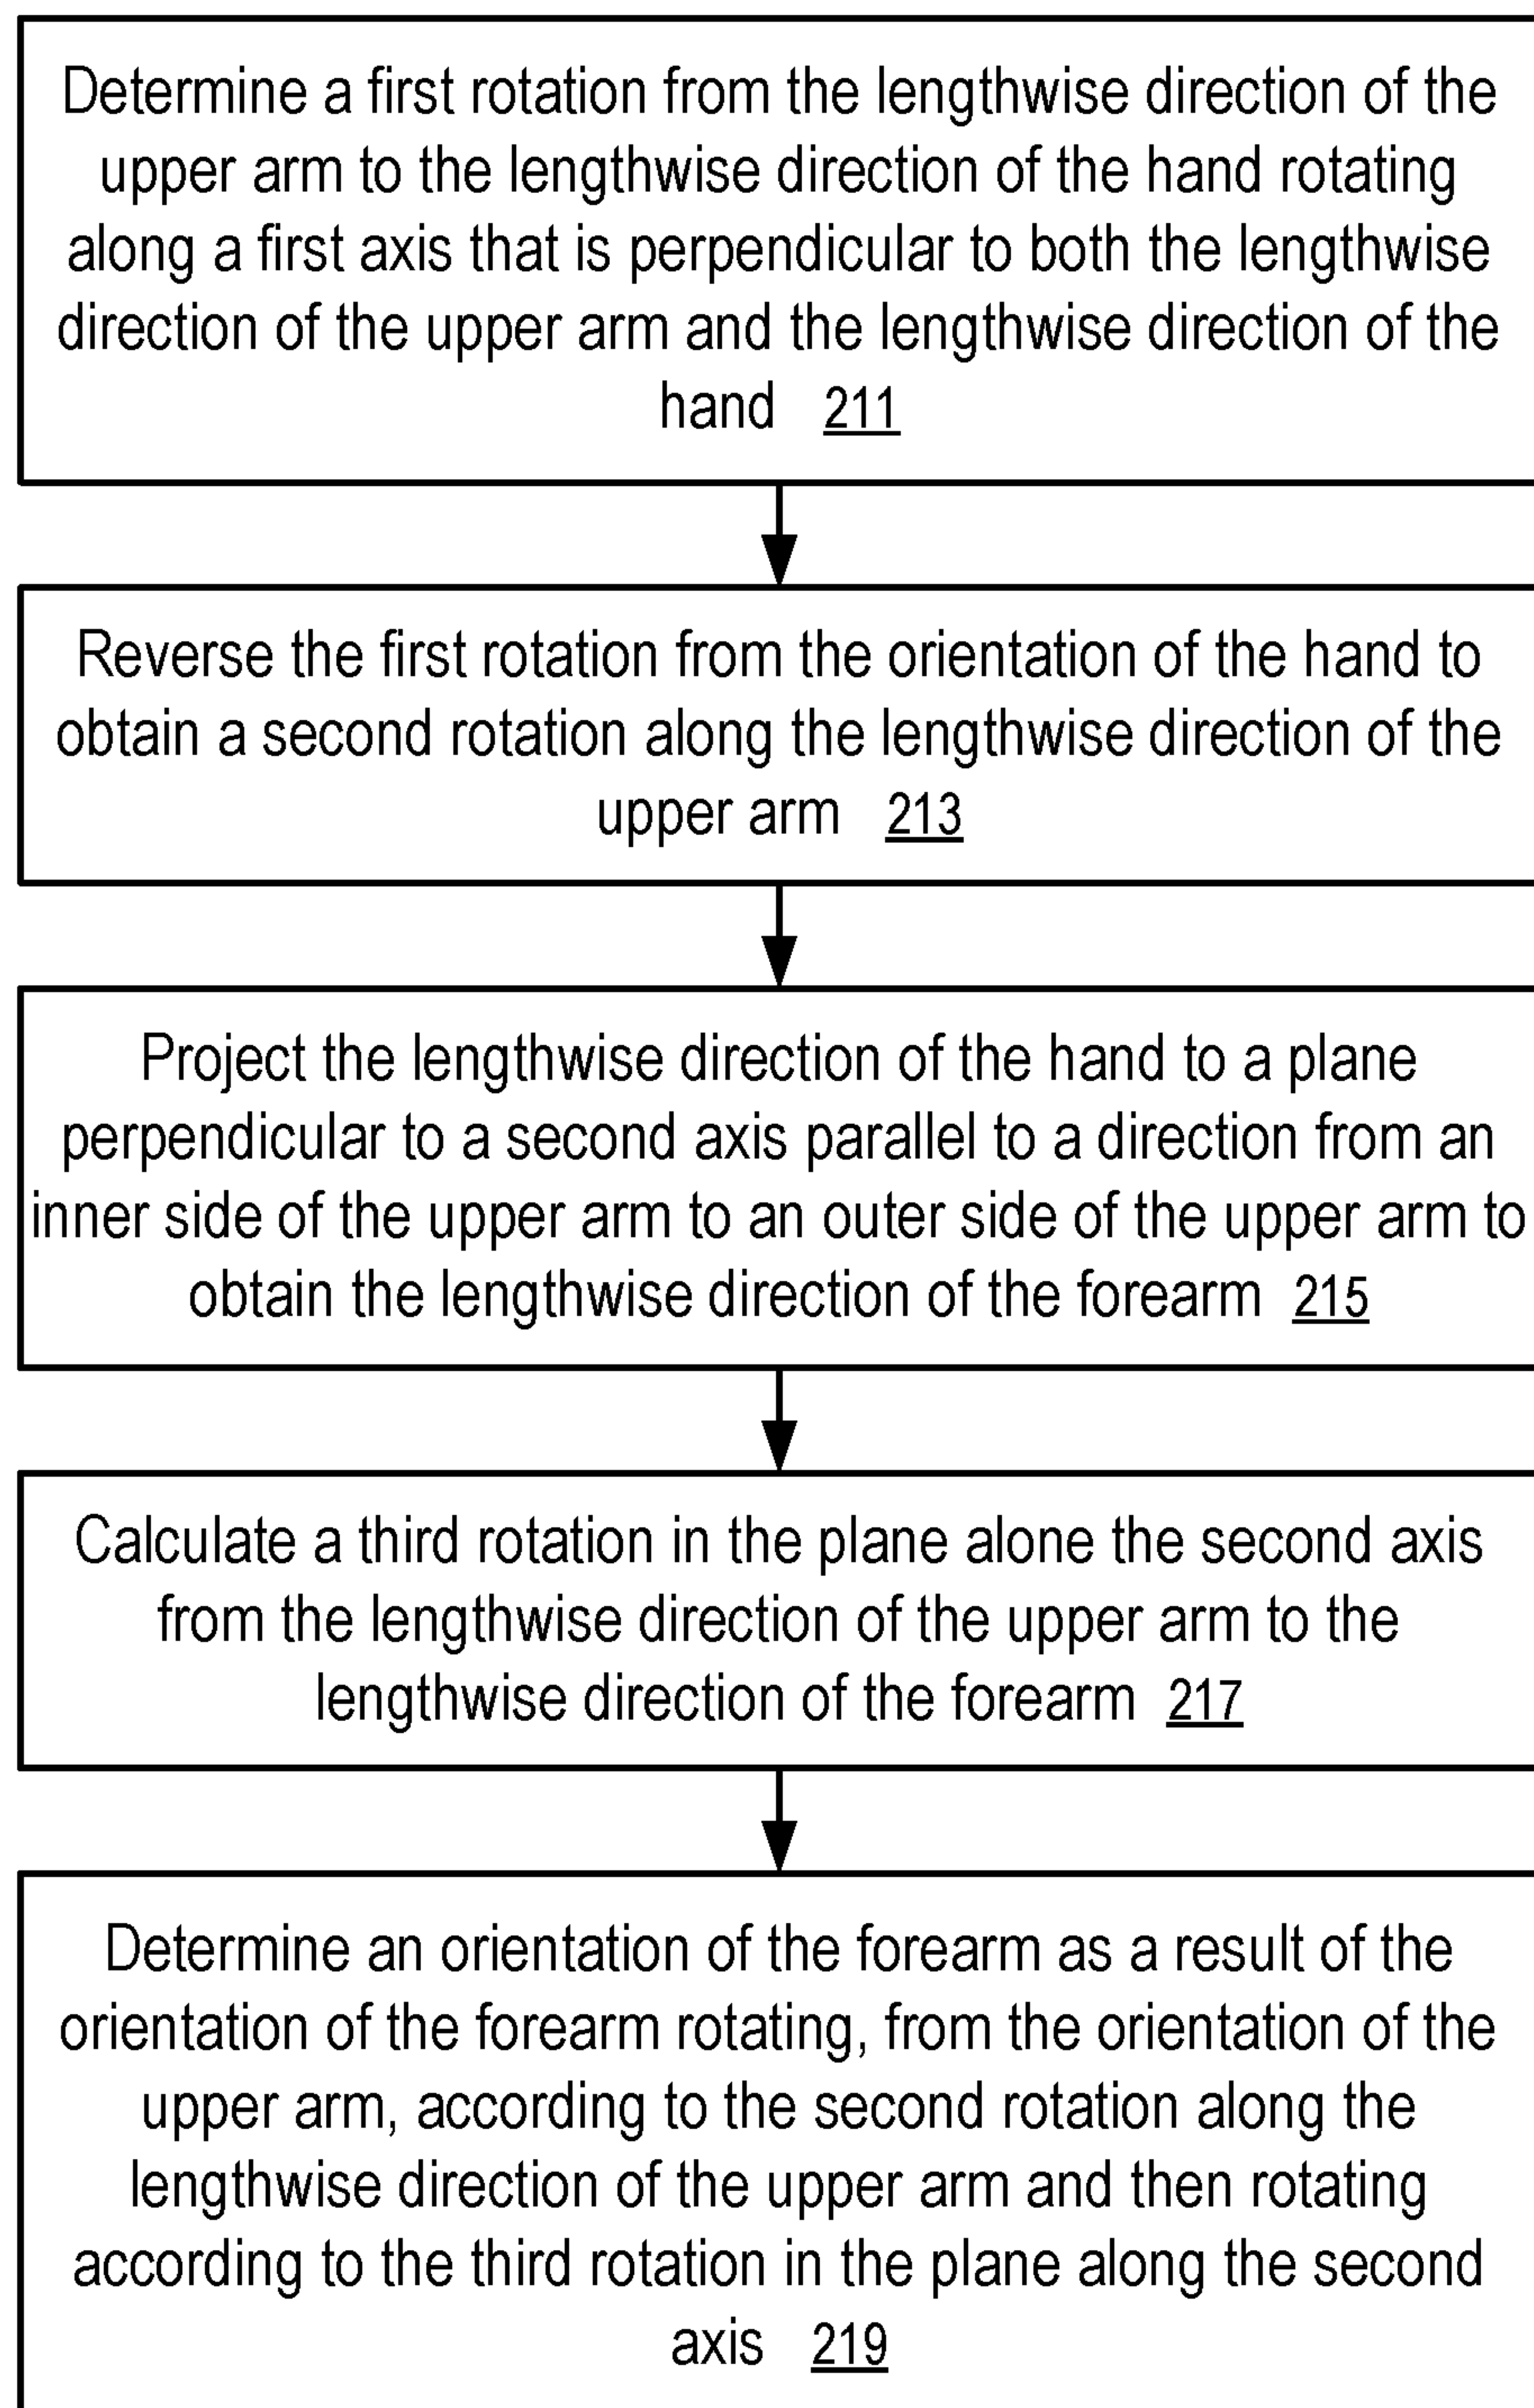 Determine a first rotation from the lengthwise direction of the
upper arm to the lengthwise direction of the hand rotating
along a first axis that is perpendicular to both the lengthwise
direction of the upper arm and the lengthwise direction of the
hand 211
Reverse the first rotation from the orientation of the hand to
obtain a second rotation along the lengthwise direction of the
upper arm 213
Project the lengthwise direction of the hand to a plane
perpendicular to a second axis parallel to a direction from an
inner side of the upper arm to an outer side of the upper arm to
obtain the lengthwise direction of the forearm 215
Calculate a third rotation in the plane alone the second axis
from the lengthwise direction of the upper arm to the
lengthwise direction of the forearm 217
Determine an orientation of the forearm as a result of the
orientation of the forearm rotating, from the orientation of the
upper arm, according to the second rotation along the
lengthwise direction of the upper arm and then rotating
according to the third rotation in the plane along the second
axis 219